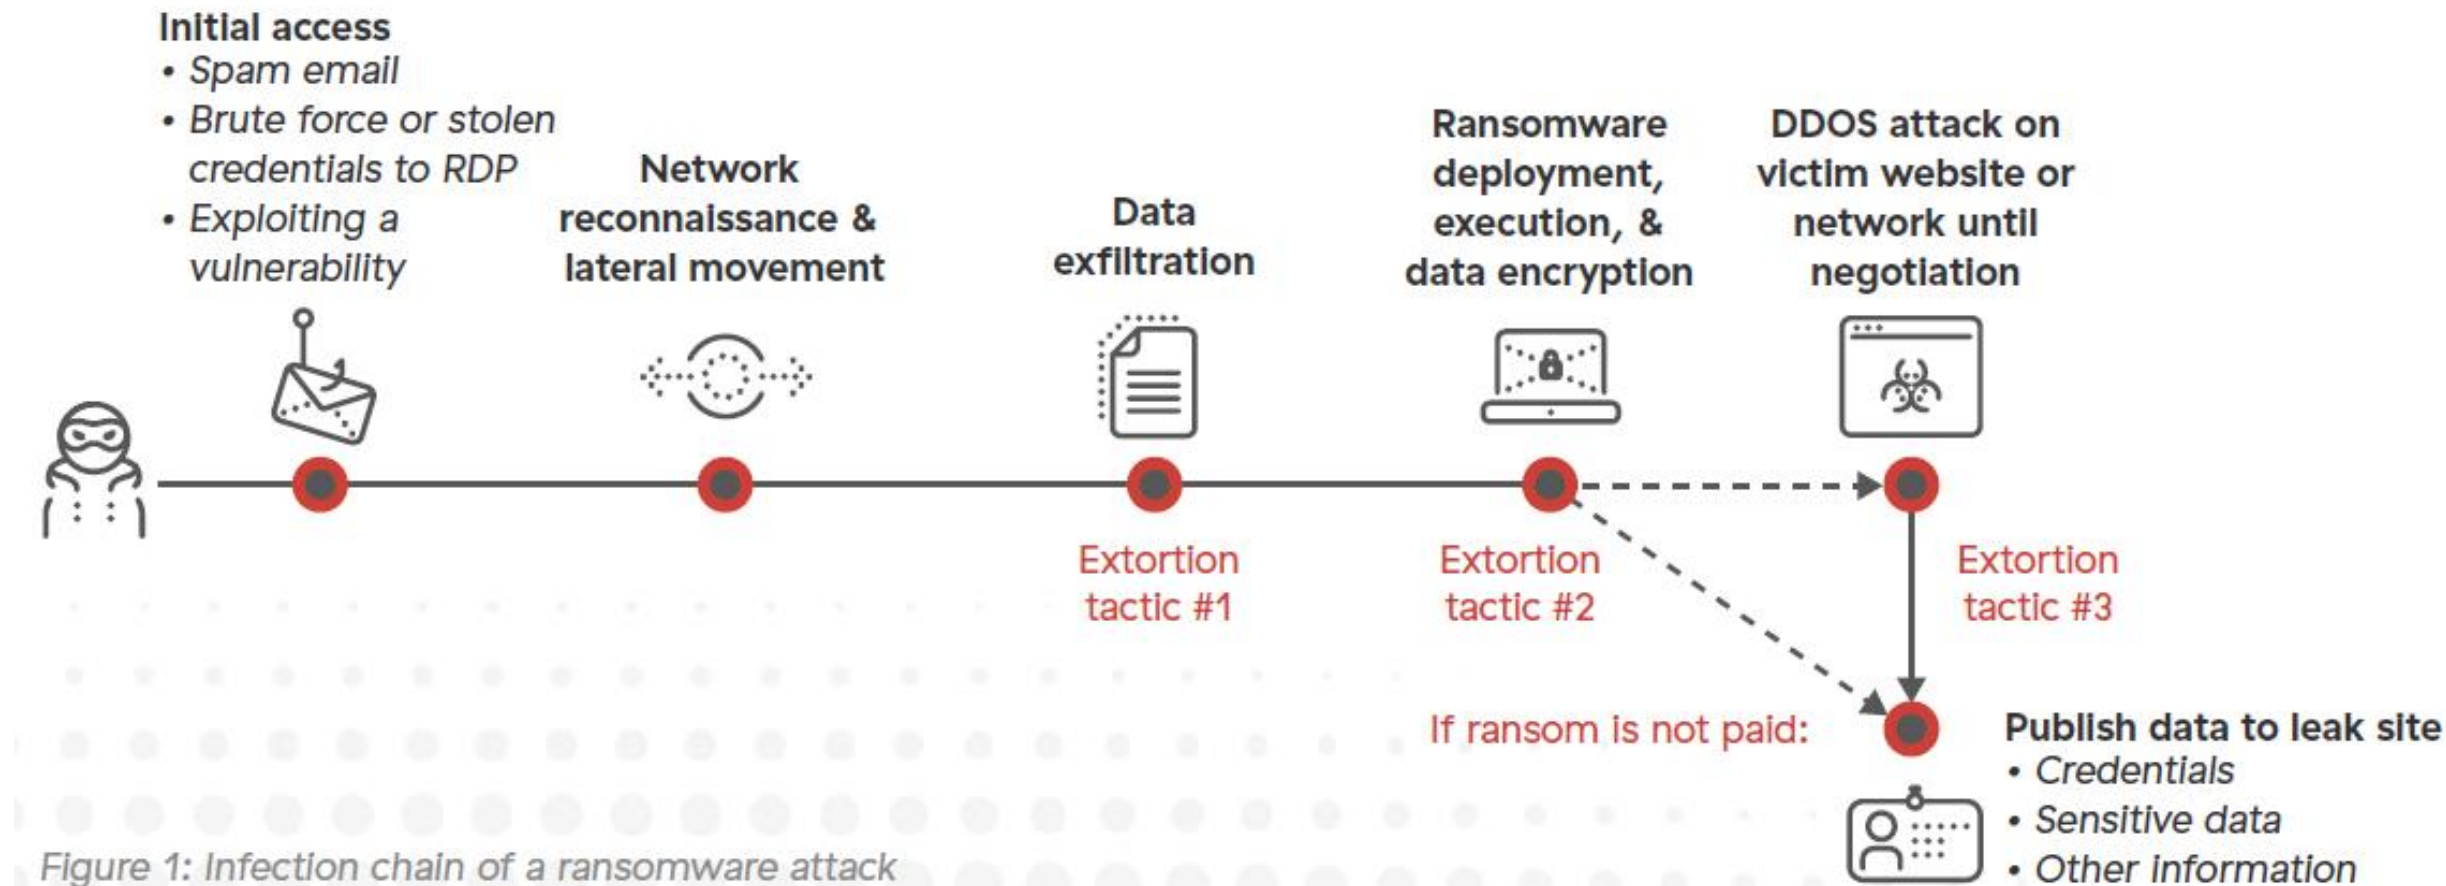 Initial access
• Spam email
• Brute force or stolen
credentials to RDP
• Exploiting a
vulnerability
Network
reconnaissance &
lateral movement
Data
exfiltration
Ransomware
deployment,
execution, &
data encryption
DDOS attack on
victim website or
network until
negotiation
Extortion
tactic #1
Extortion
tactic #2
Extortion
tactic #3
If ransom is not paid:
Publish data to leak site
• Credentials
• Sensitive data
• Other information
Figure 1: Infection chain of a ransomware attack